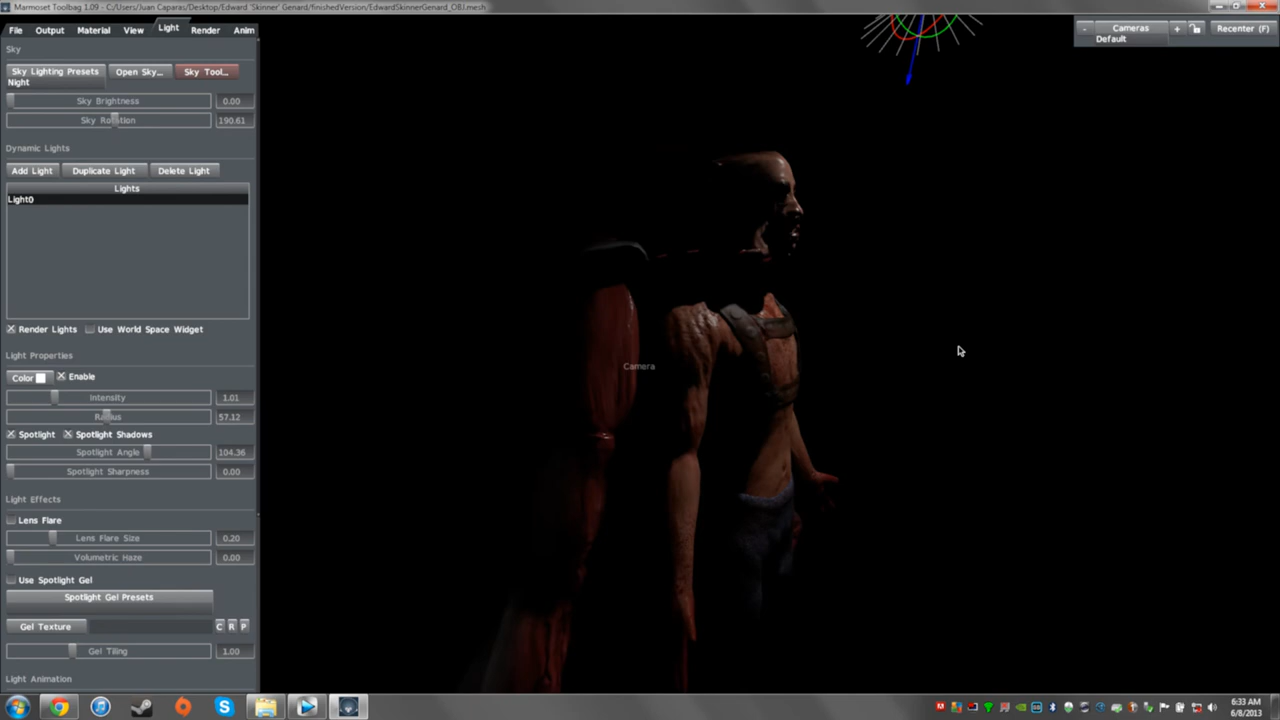 Marmoset Toolbag 1.09 - C:/Users/Juan Caparas/Desktop/Edward 'Skinner' Genard/finishedVersion/EdwardSkinnerGenard_OBJ.mesh
File Output Material View Light Render Anim
- Cameras +
Default
Recenter (F)
Sky
Sky Lighting Presets Open Sky... Sky Tool...
Night
Sky Brightness 0.00
Sky Rotation 190.61
Dynamic Lights
Add Light Duplicate Light Delete Light
Lights
Light0
Render Lights Use World Space Widget
Light Properties
Color Enable
Camera
Intensity 1.01
Radius 57.12
Spotlight Spotlight Shadows
Spotlight Angle 104.36
Spotlight Sharpness 0.00
Light Effects
Lens Flare
Lens Flare Size 0.20
Volumetric Haze 0.00
Use Spotlight Gel
Spotlight Gel Presets
Gel Texture C R P
Gel Tiling 1.00
Light Animation
6:33 AM
6/8/2013